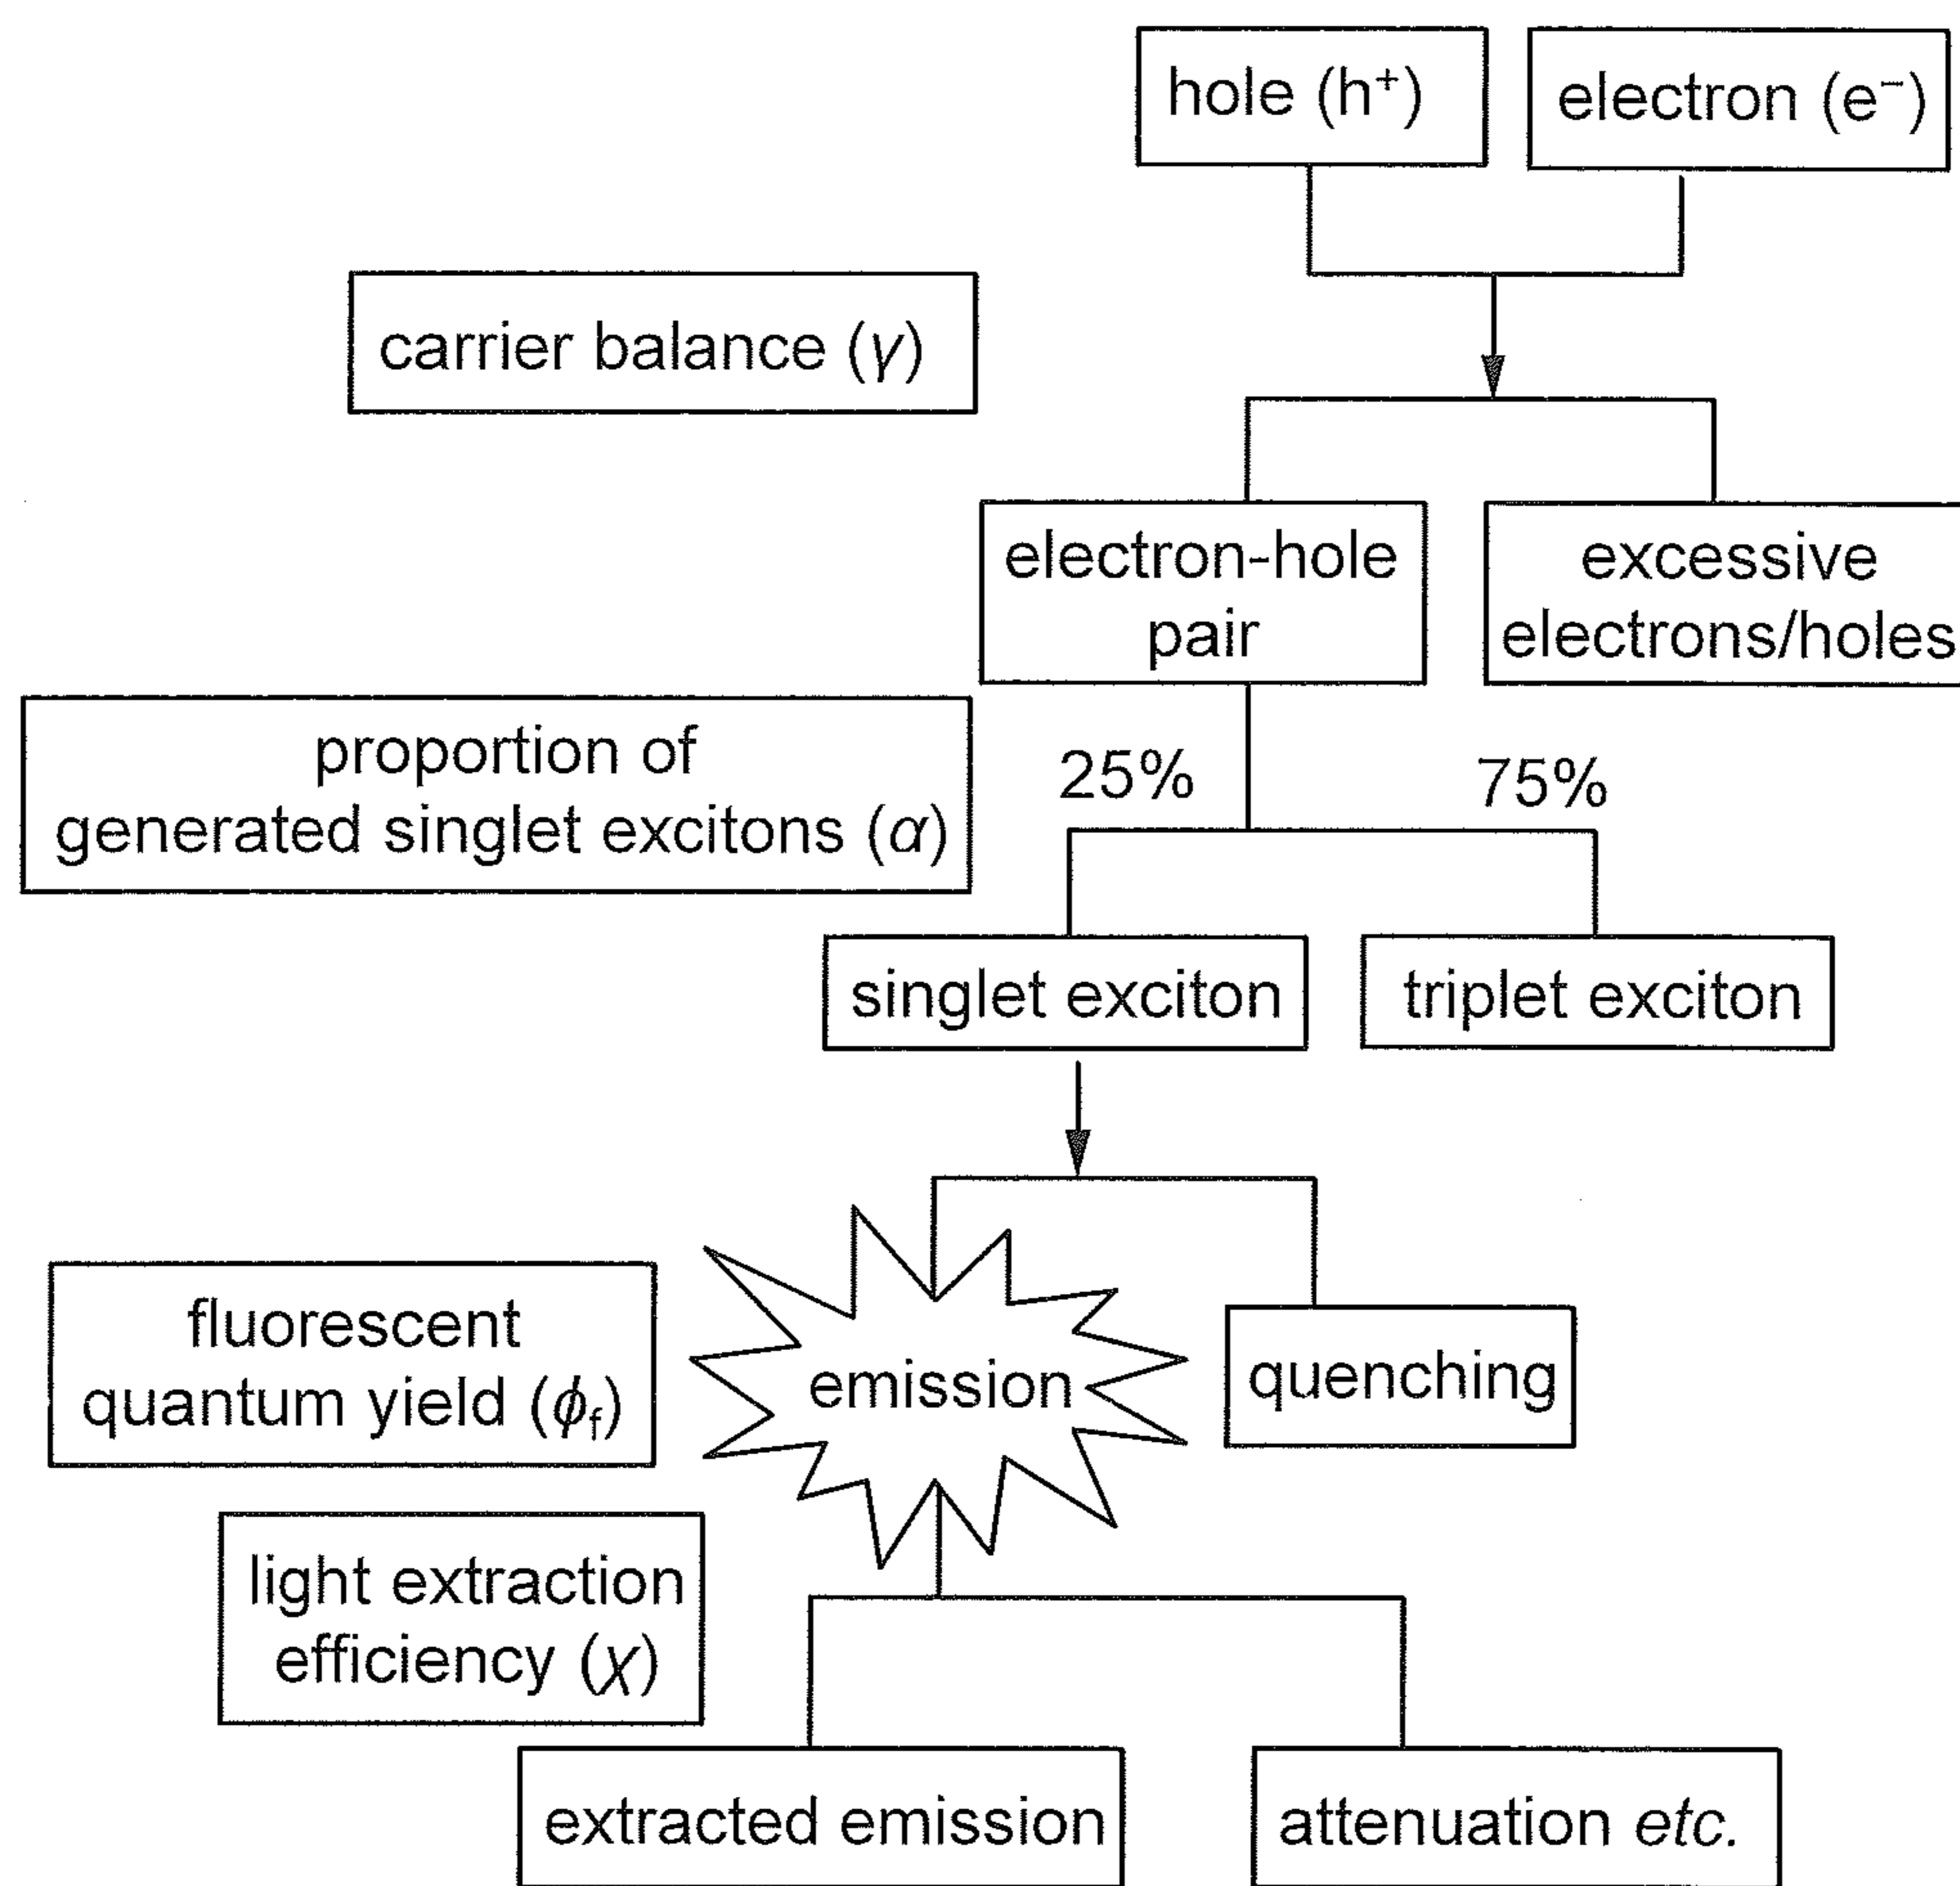 hole (h⁺)
electron (e⁻)
carrier balance (γ)
electron-hole
pair
excessive
electrons/holes
proportion of
generated singlet excitons (α)
25%
75%
singlet exciton
triplet exciton
fluorescent
quantum yield (ϕf)
emission
quenching
light extraction
efficiency (χ)
extracted emission
attenuation etc.